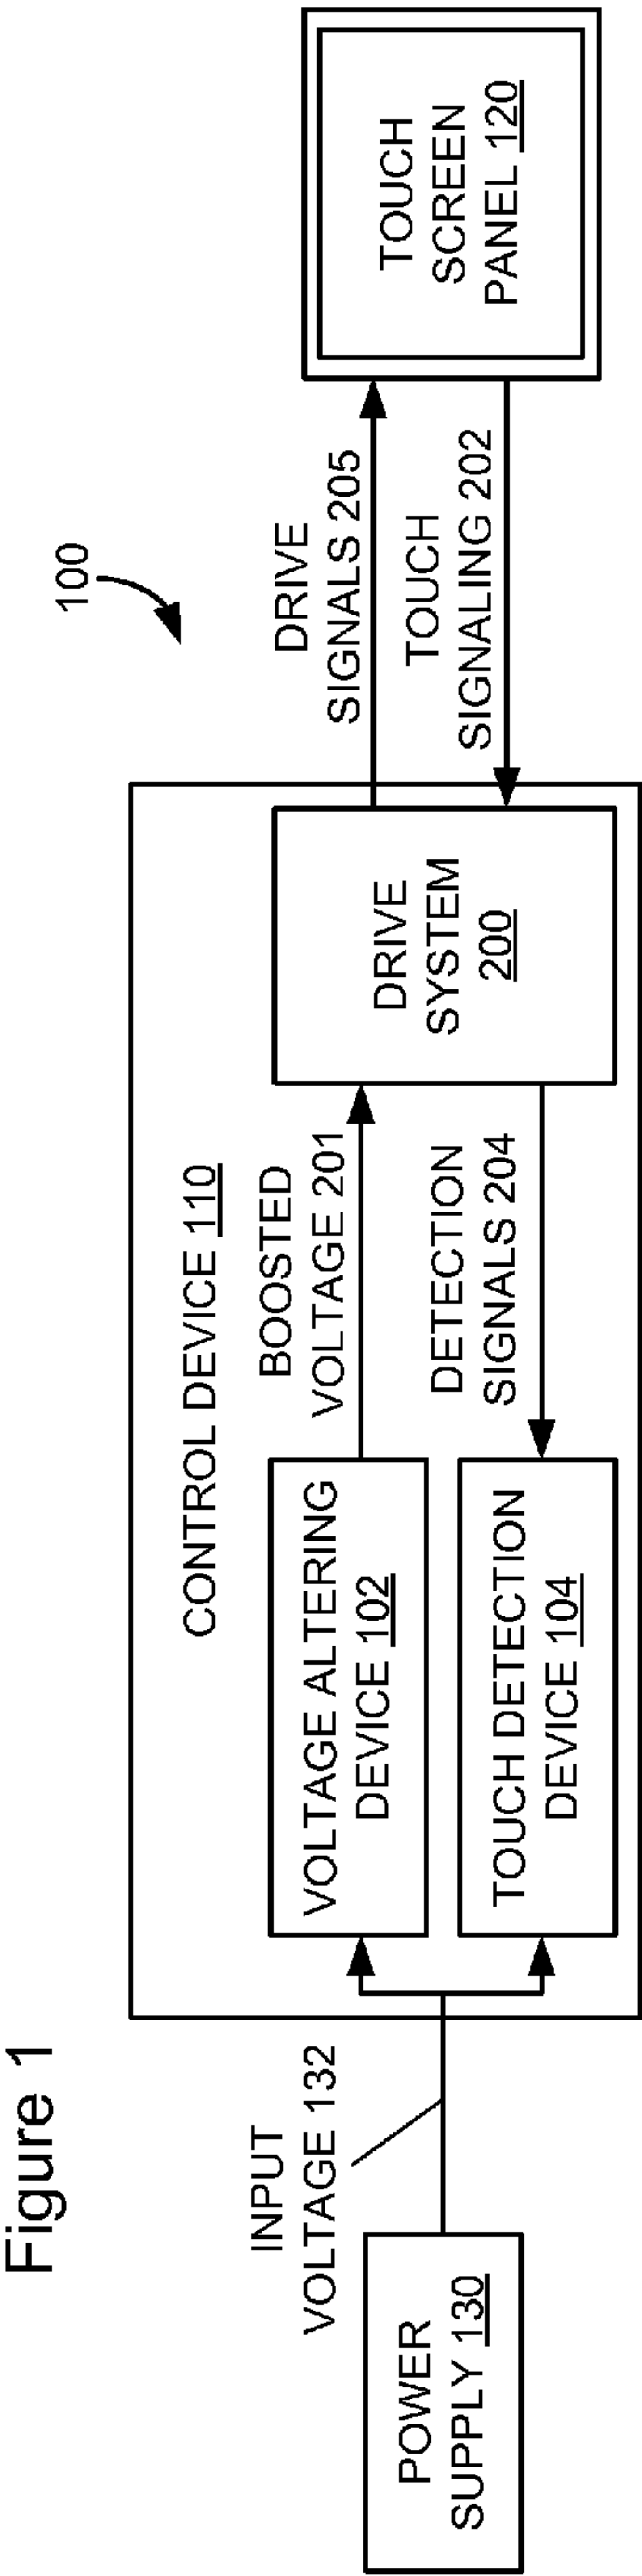 Figure 1
100
CONTROL DEVICE 110
INPUT
VOLTAGE 132
POWER
SUPPLY 130
VOLTAGE ALTERING
DEVICE 102
TOUCH DETECTION
DEVICE 104
BOOSTED
VOLTAGE 201
DETECTION
SIGNALS 204
DRIVE
SYSTEM
200
DRIVE
SIGNALS 205
TOUCH
SIGNALING 202
TOUCH
SCREEN
PANEL 120